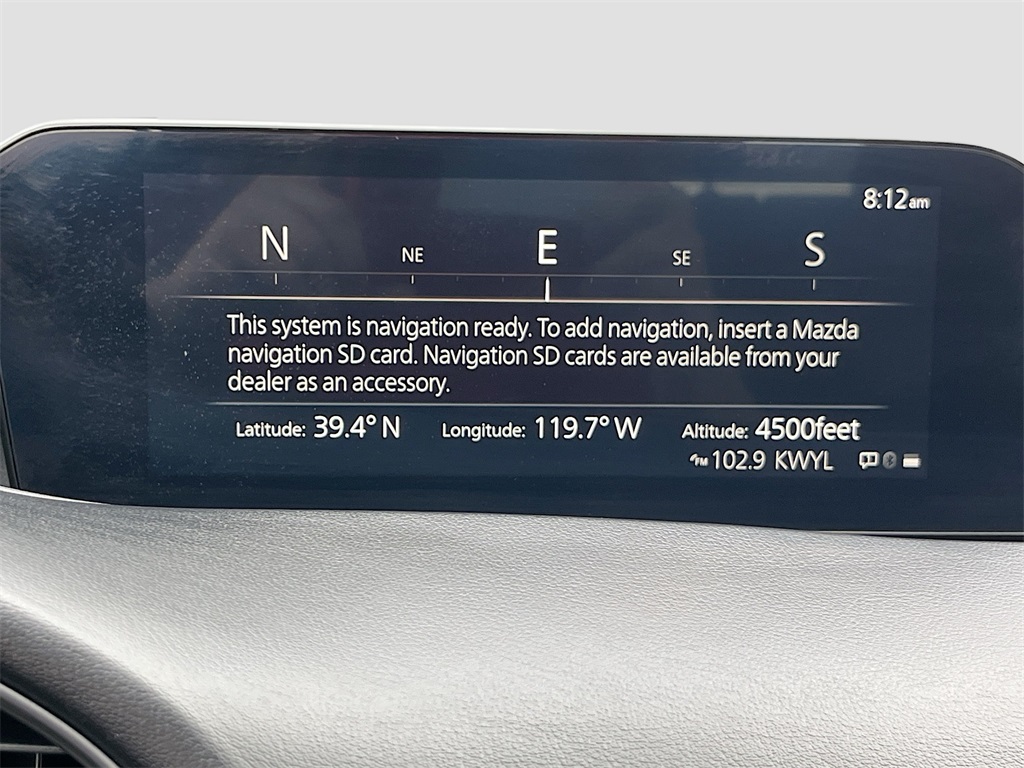 8:12am
N NE E SE S
This system is navigation ready. To add navigation, insert a Mazda
navigation SD card. Navigation SD cards are available from your
dealer as an accessory.
Latitude: 39.4° N Longitude: 119.7° W Altitude: 4500feet
FM 102.9 KWYL